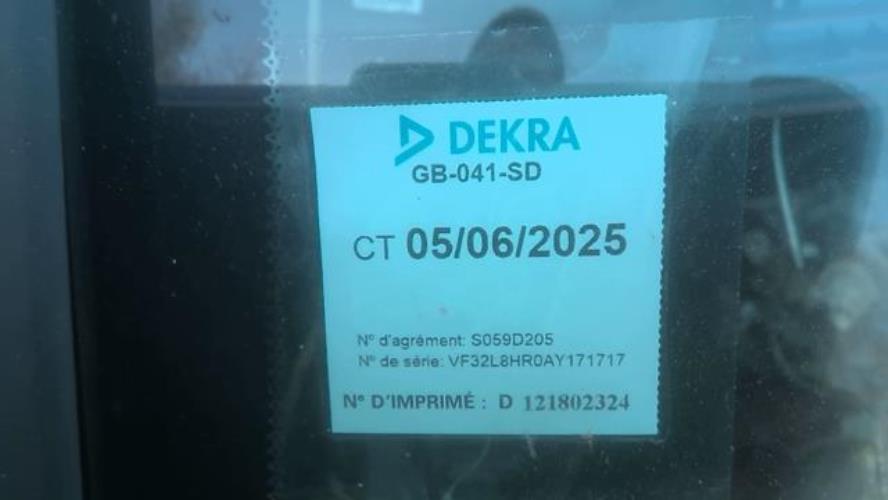 DEKRA
GB-041-SD
CT 05/06/2025
N° d'agrément: S059D205
N° de série: VF32L8HR0AY171717
N° D'IMPRIMÉ : D 121802324